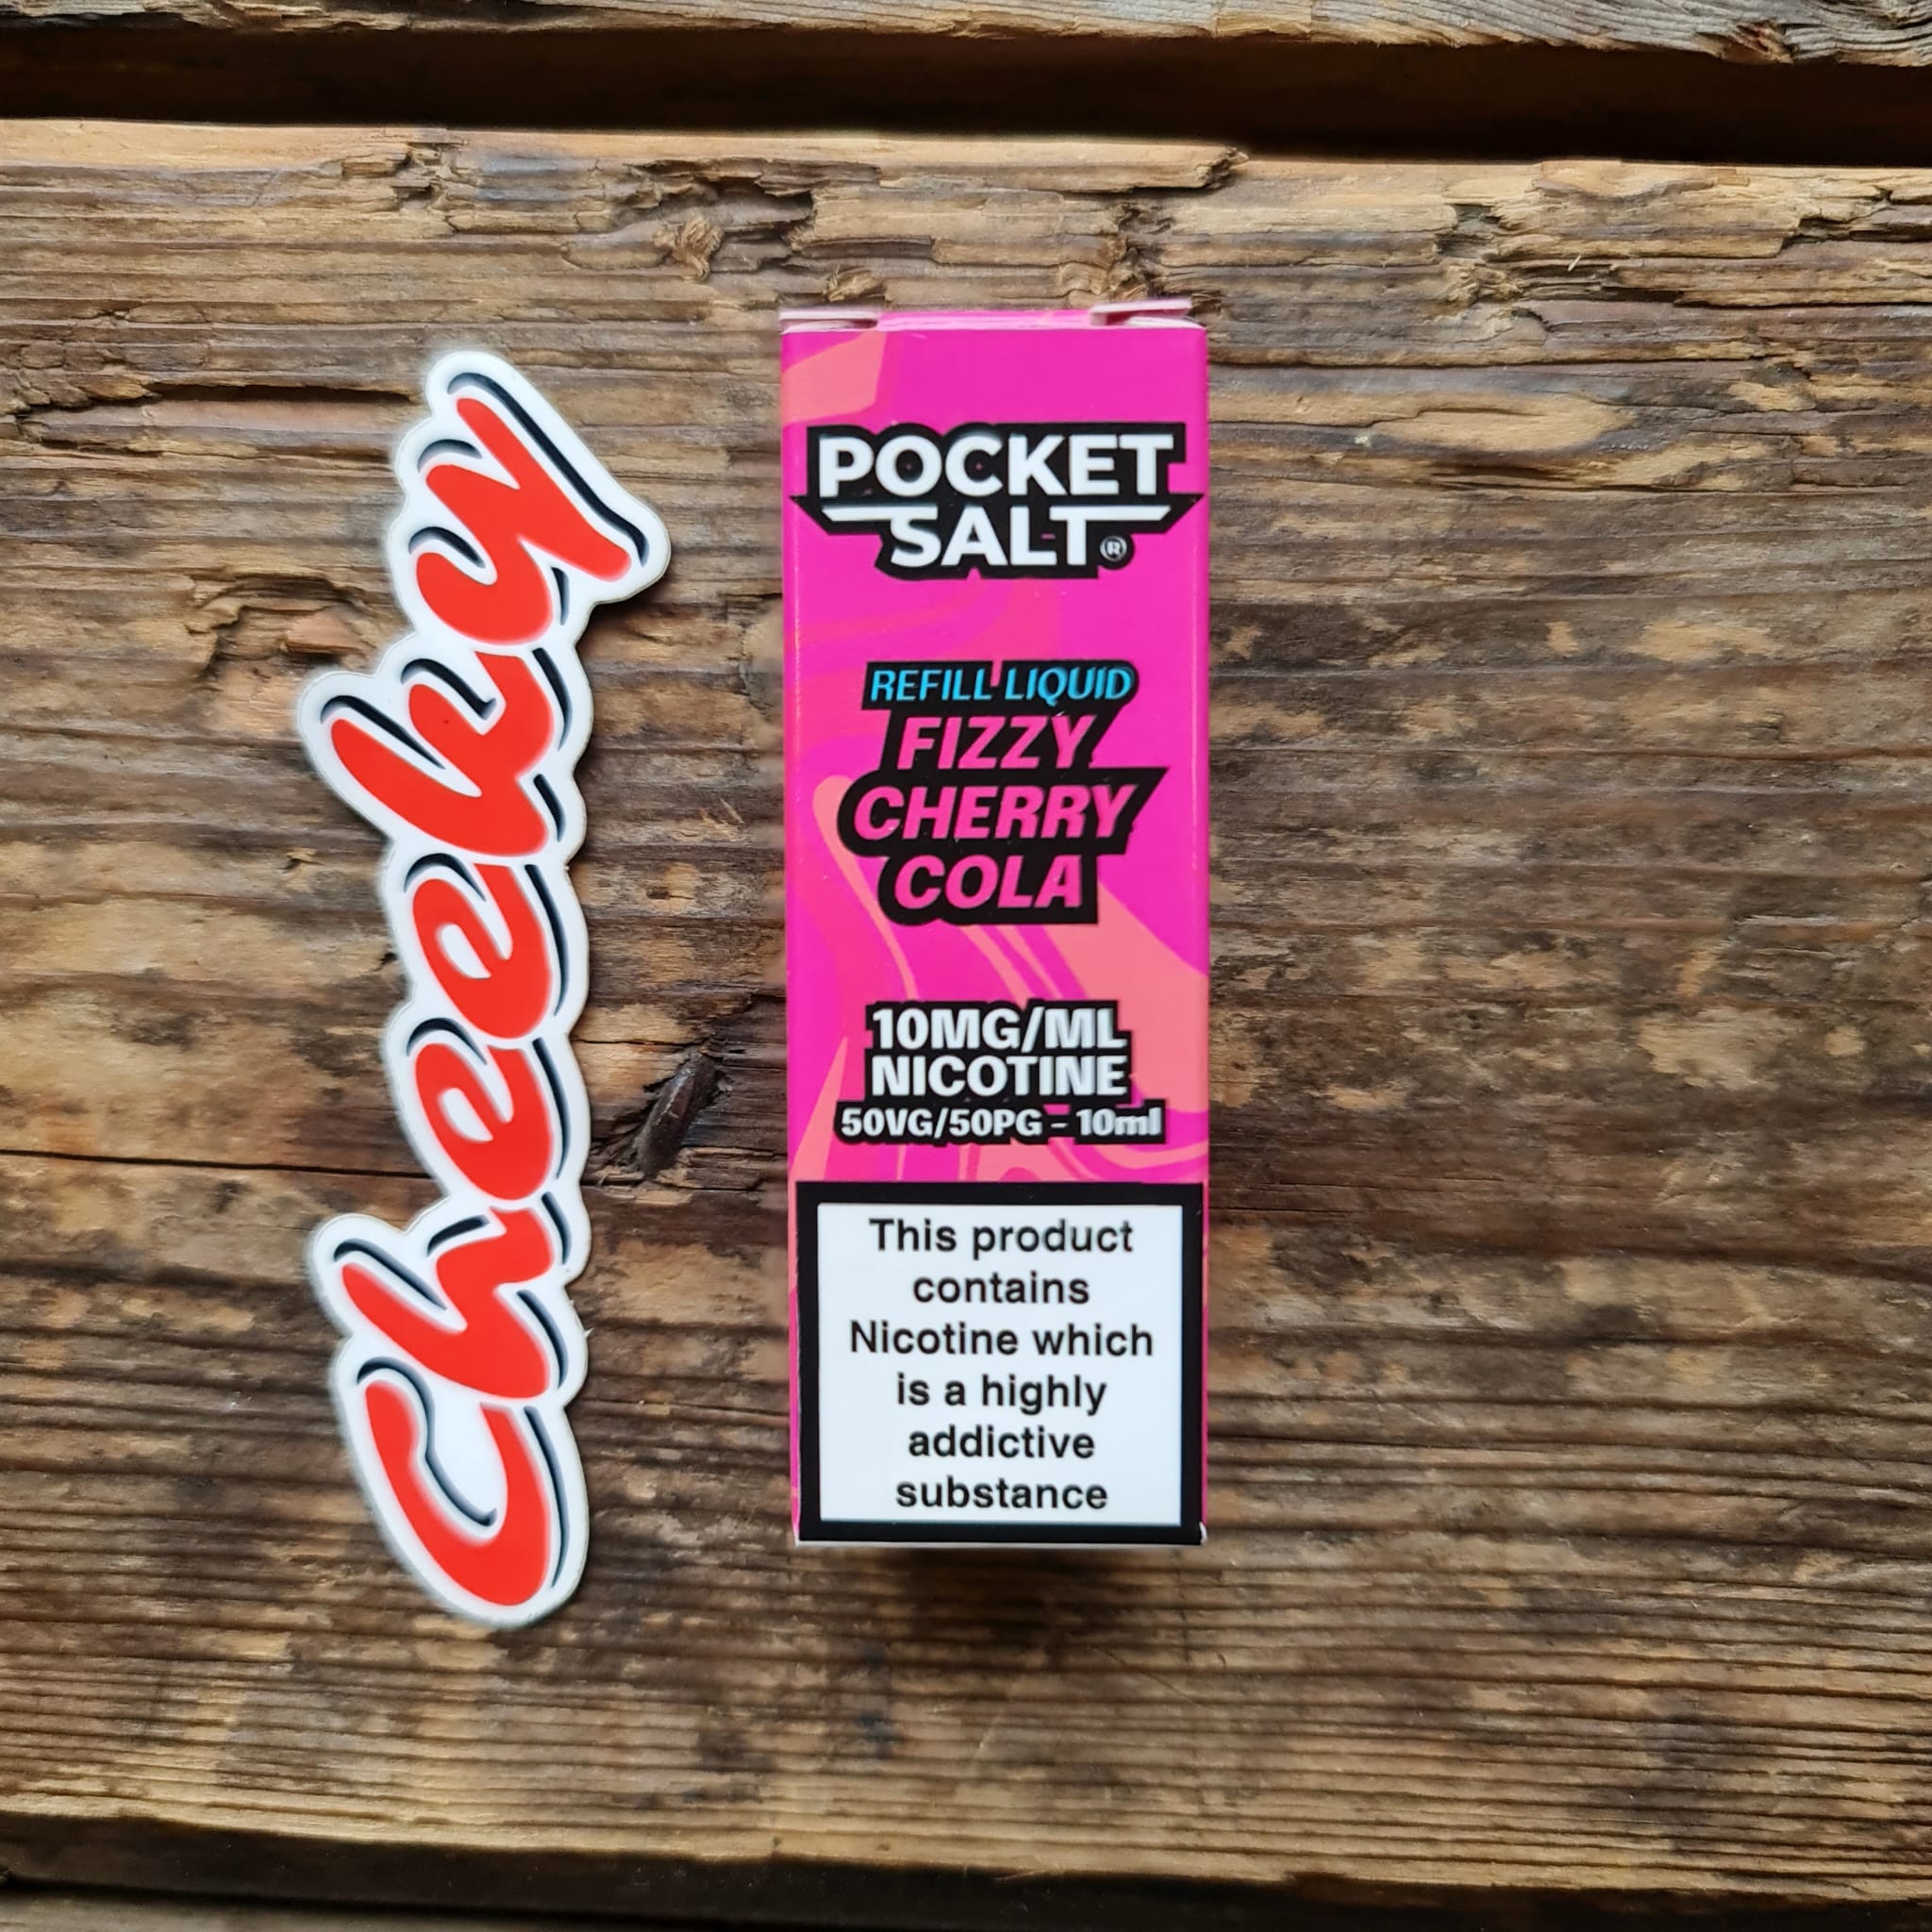 Cheeky
POCKET
SALT®
REFILL LIQUID
FIZZY
CHERRY
COLA
10MG/ML
NICOTINE
50VG/50PG - 10ml
This product
contains
Nicotine which
is a highly
addictive
substance